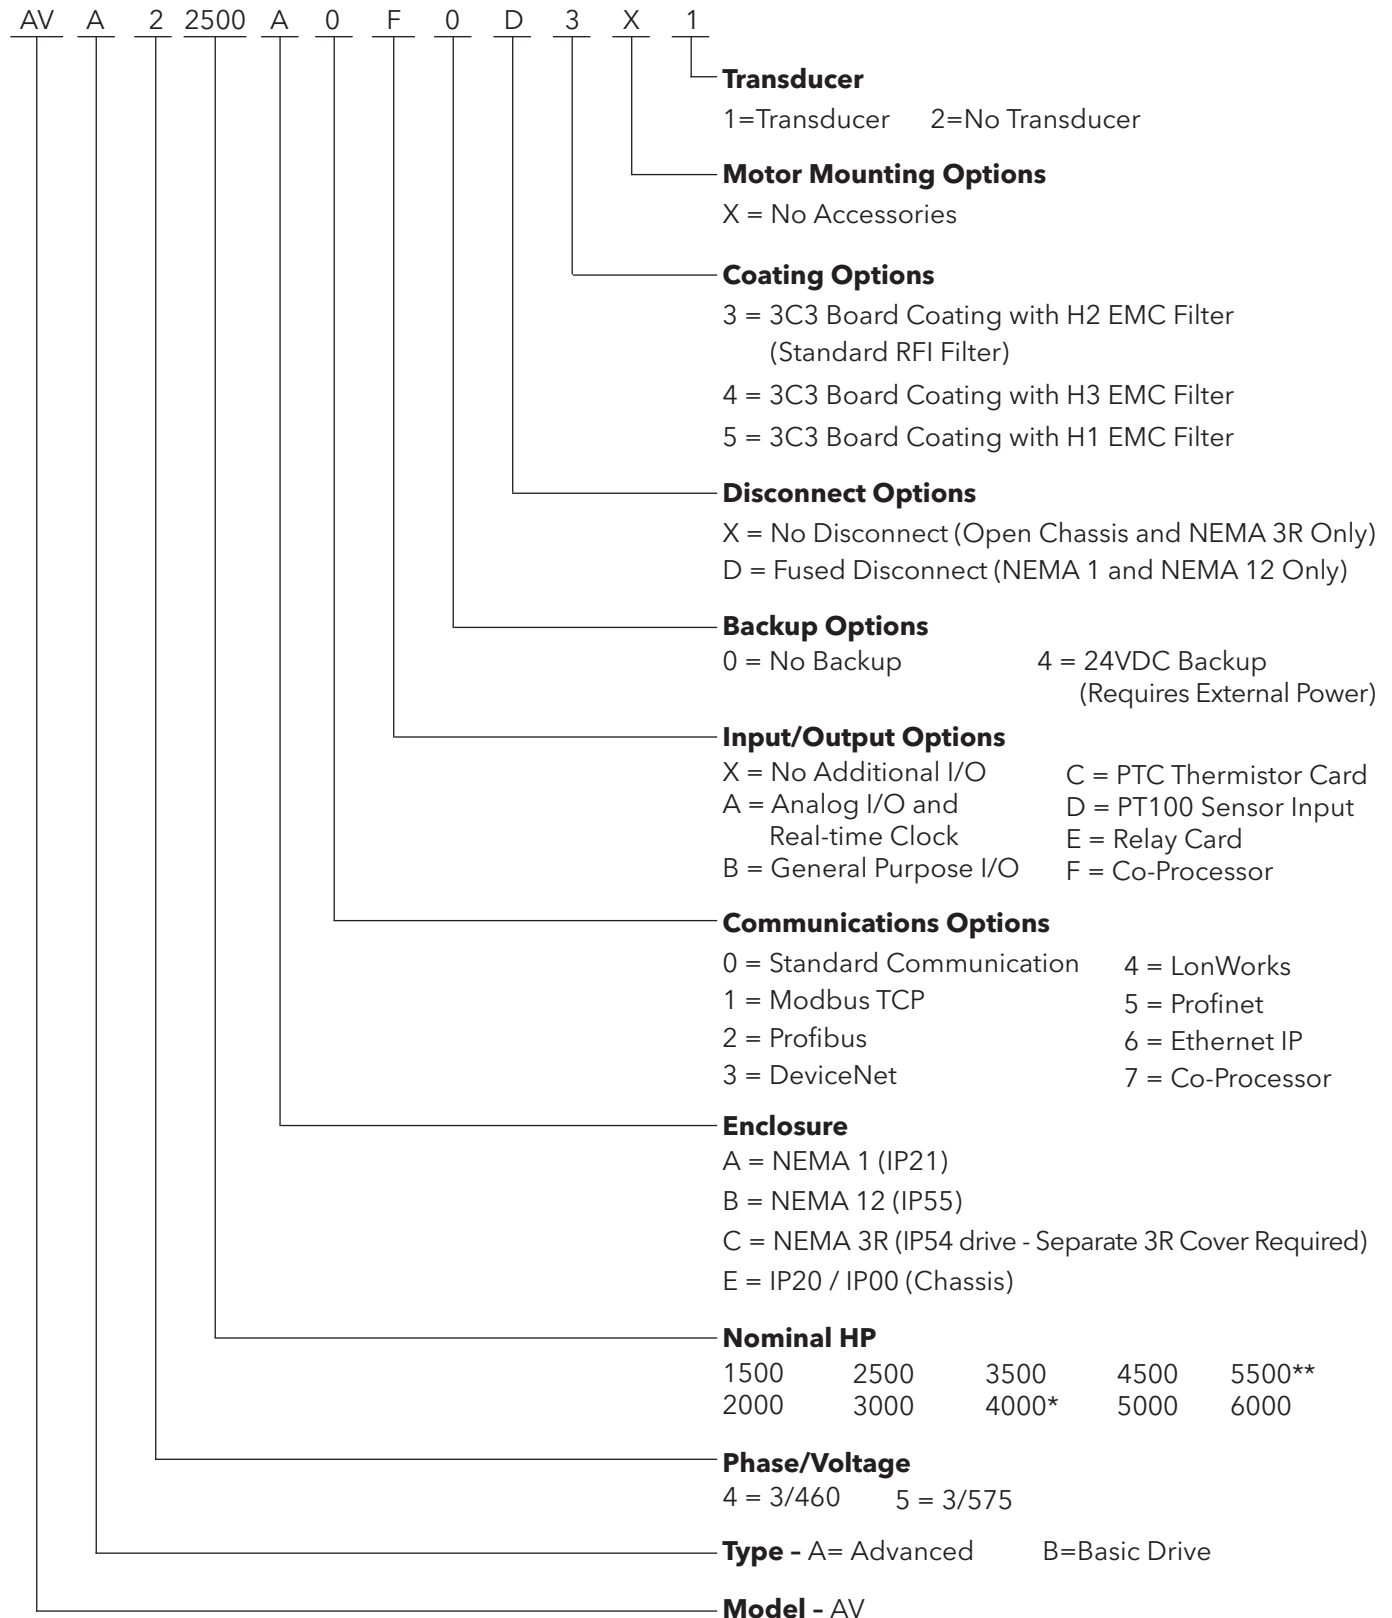 AV A 2 2500 A 0 F 0 D 3 X 1
Transducer
1=Transducer 2=No Transducer
Motor Mounting Options
X = No Accessories
Coating Options
3 = 3C3 Board Coating with H2 EMC Filter
(Standard RFI Filter)
4 = 3C3 Board Coating with H3 EMC Filter
5 = 3C3 Board Coating with H1 EMC Filter
Disconnect Options
X = No Disconnect (Open Chassis and NEMA 3R Only)
D = Fused Disconnect (NEMA 1 and NEMA 12 Only)
Backup Options
0 = No Backup
4 = 24VDC Backup
(Requires External Power)
Input/Output Options
X = No Additional I/O
A = Analog I/O and
Real-time Clock
B = General Purpose I/O
C = PTC Thermistor Card
D = PT100 Sensor Input
E = Relay Card
F = Co-Processor
Communications Options
0 = Standard Communication
1 = Modbus TCP
2 = Profibus
3 = DeviceNet
4 = LonWorks
5 = Profinet
6 = Ethernet IP
7 = Co-Processor
Enclosure
A = NEMA 1 (IP21)
B = NEMA 12 (IP55)
C = NEMA 3R (IP54 drive - Separate 3R Cover Required)
E = IP20 / IP00 (Chassis)
Nominal HP
1500 2500 3500 4500 5500**
2000 3000 4000* 5000 6000
Phase/Voltage
4 = 3/460 5 = 3/575
Type – A= Advanced B=Basic Drive
Model – AV